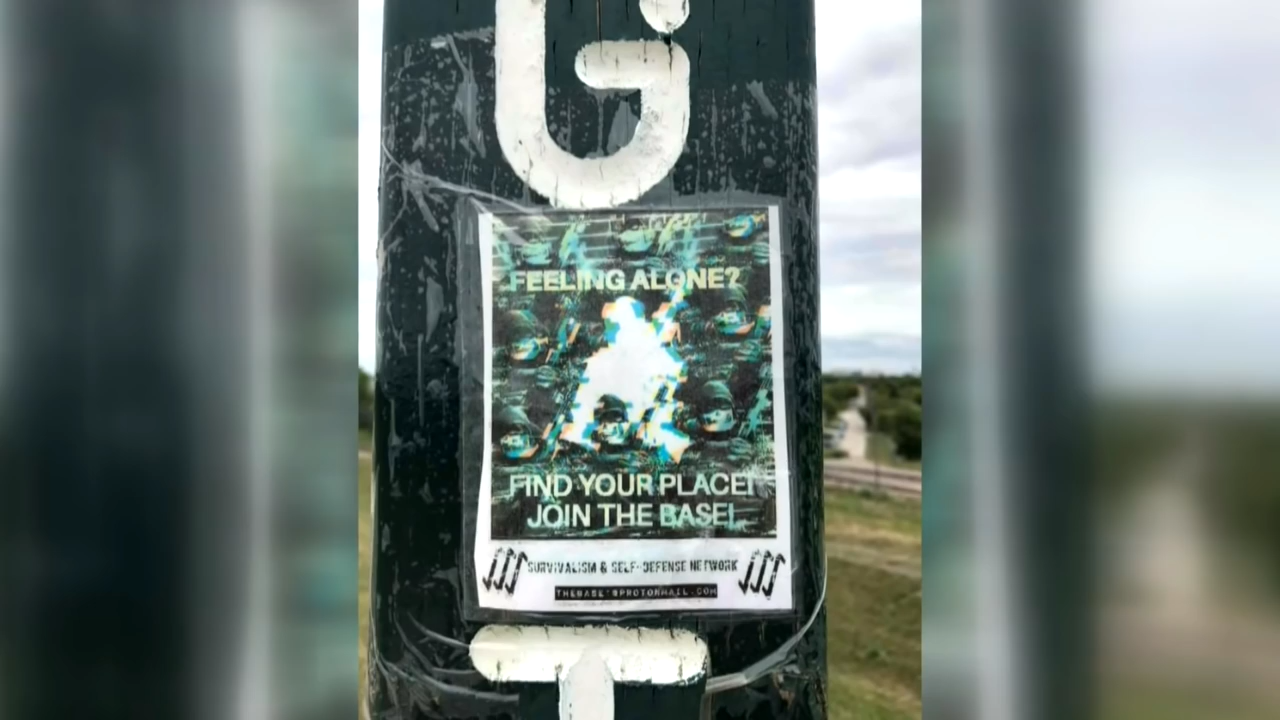 G
FEELING ALONE?
FIND YOUR PLACE!
JOIN THE BASE!
SURVIVALISM & SELF-DEFENSE NETWORK
T